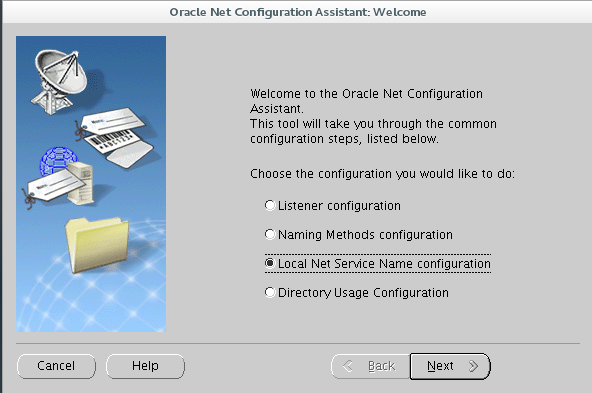 Oracle Net Configuration Assistant: Welcome
Welcome to the Oracle Net Configuration
Assistant.
This tool will take you through the common
configuration steps, listed below.
Choose the configuration you would like to do:
Listener configuration
Naming Methods configuration
Local Net Service Name configuration
Directory Usage Configuration
Cancel
Help
Back
Next